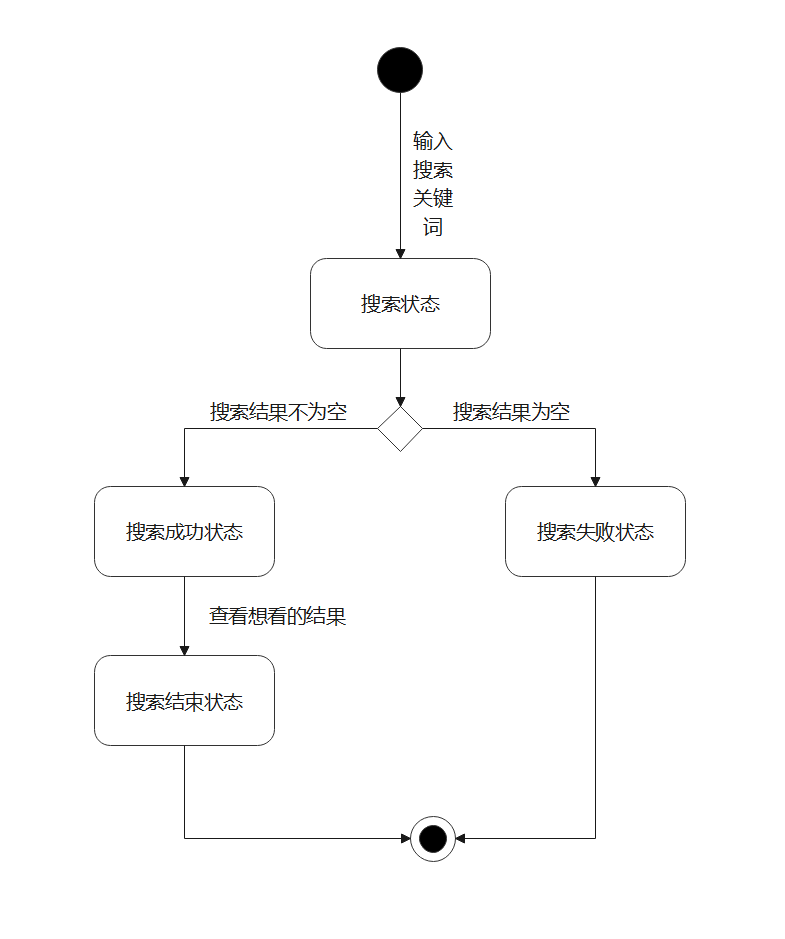 输入
搜索
关键
词
搜索状态
搜索结果不为空
搜索结果为空
搜索成功状态
搜索失败状态
查看想看的结果
搜索结束状态